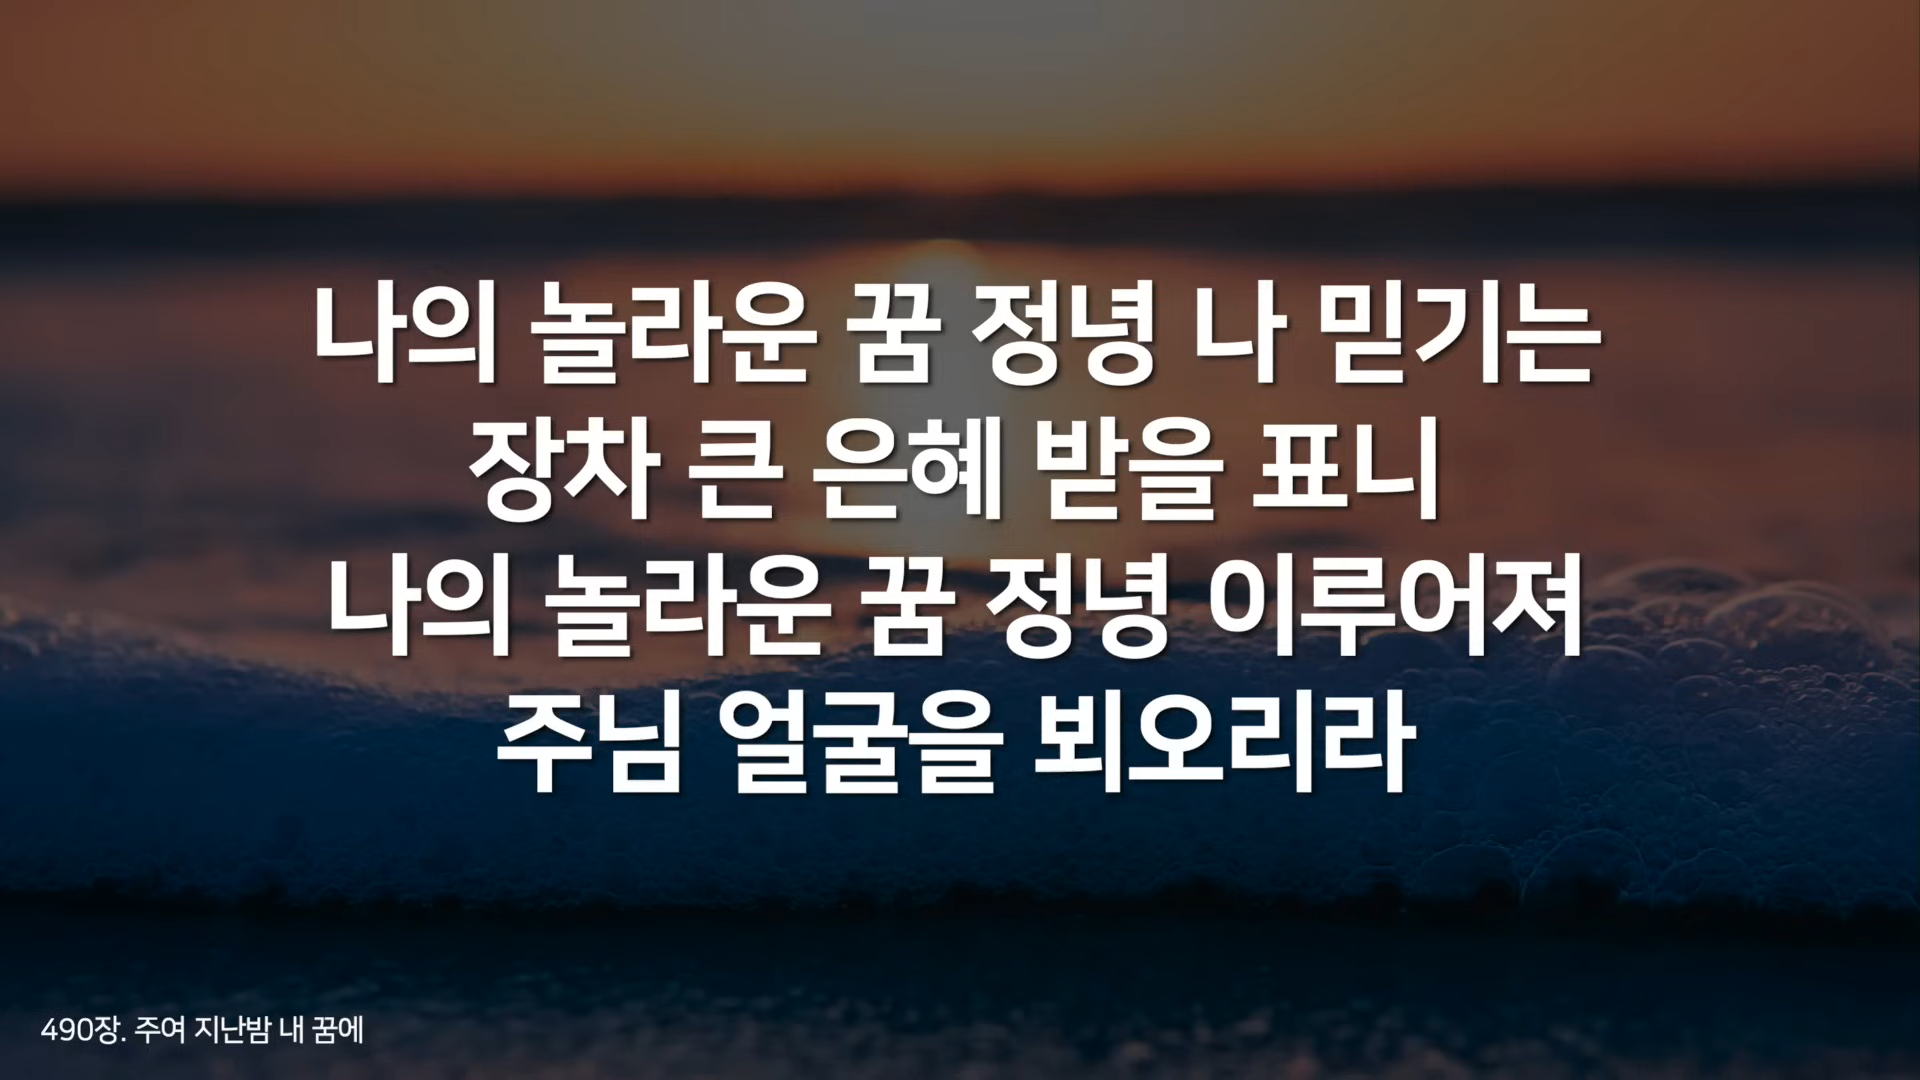 나의 놀라운 꿈 정녕 나 믿기는
장차 큰 은혜 받을 표니
나의 놀라운 꿈 정녕 이루어져
주님 얼굴을 뵈오리라
490장. 주여 지난밤 내 꿈에